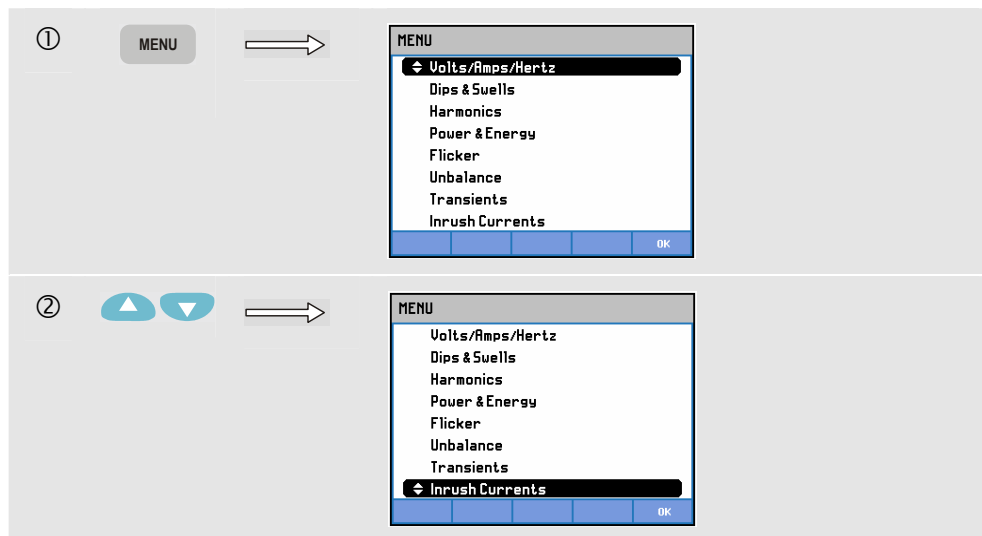 ①
MENU
MENU
Volts/Amps/Hertz
Dips & Swells
Harmonics
Power & Energy
Flicker
Unbalance
Transients
Inrush Currents
OK
②
MENU
Volts/Amps/Hertz
Dips & Swells
Harmonics
Power & Energy
Flicker
Unbalance
Transients
Inrush Currents
OK